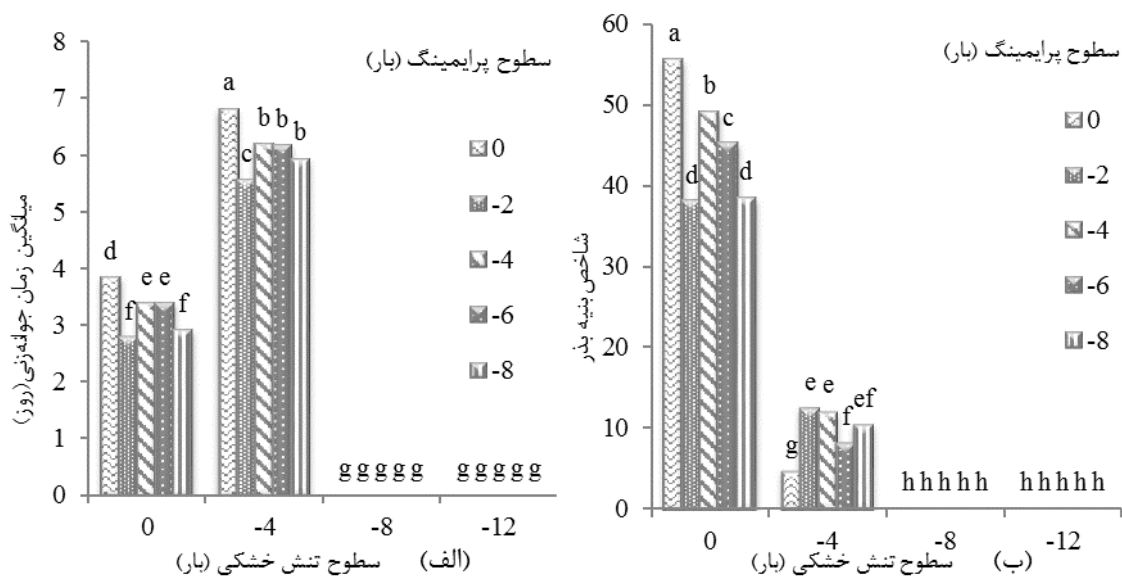 میانگین زمان جوانه‌زنی(روز)
8
7
6
5
4
3
2
1
0
سطوح پرایمینگ (بار)
0
-2
-4
-6
-8
d f e e f
a c b b b
g g g g g
g g g g g
0 -4 -8 -12
سطوح تنش خشکی (بار) (الف)
شاخص بنیه بذر
60
50
40
30
20
10
0
سطوح پرایمینگ (بار)
0
-2
-4
-6
-8
a d b c d
g e e f ef
h h h h h
h h h h h
0 -4 -8 -12
سطوح تنش خشکی (بار) (ب)